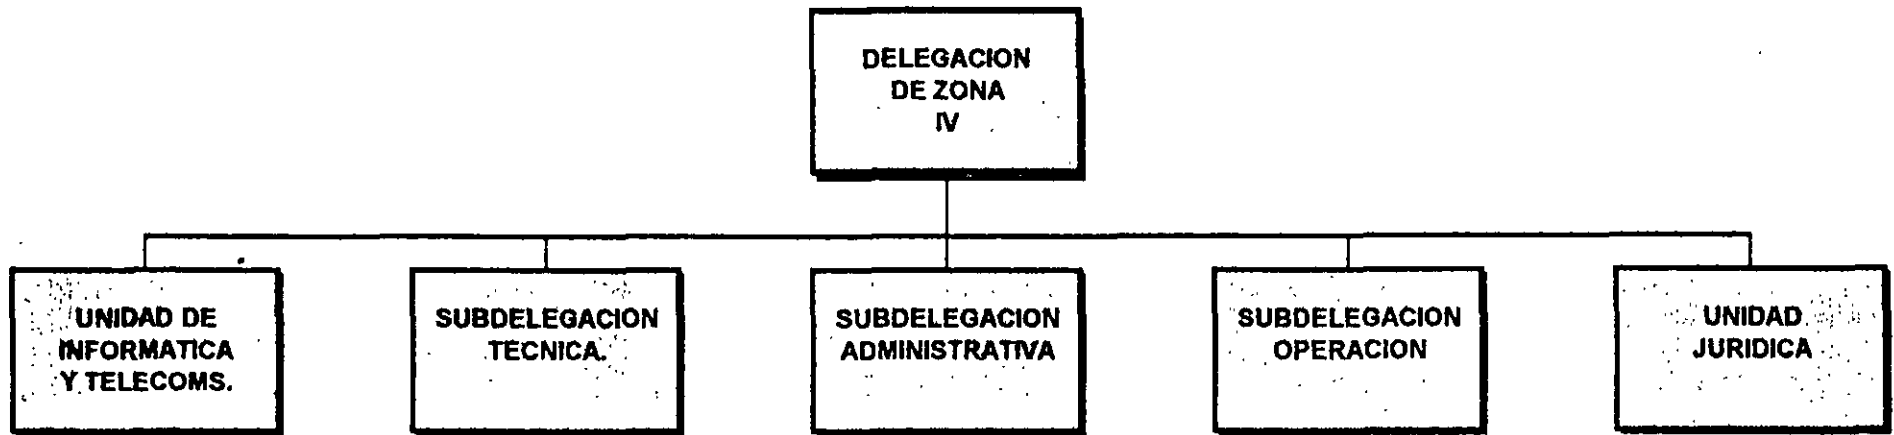 DELEGACION
DE ZONA
IV
UNIDAD DE
INFORMATICA
Y TELECOMS.
SUBDELEGACION
TECNICA.
SUBDELEGACION
ADMINISTRATIVA
SUBDELEGACION
OPERACION
UNIDAD
JURIDICA